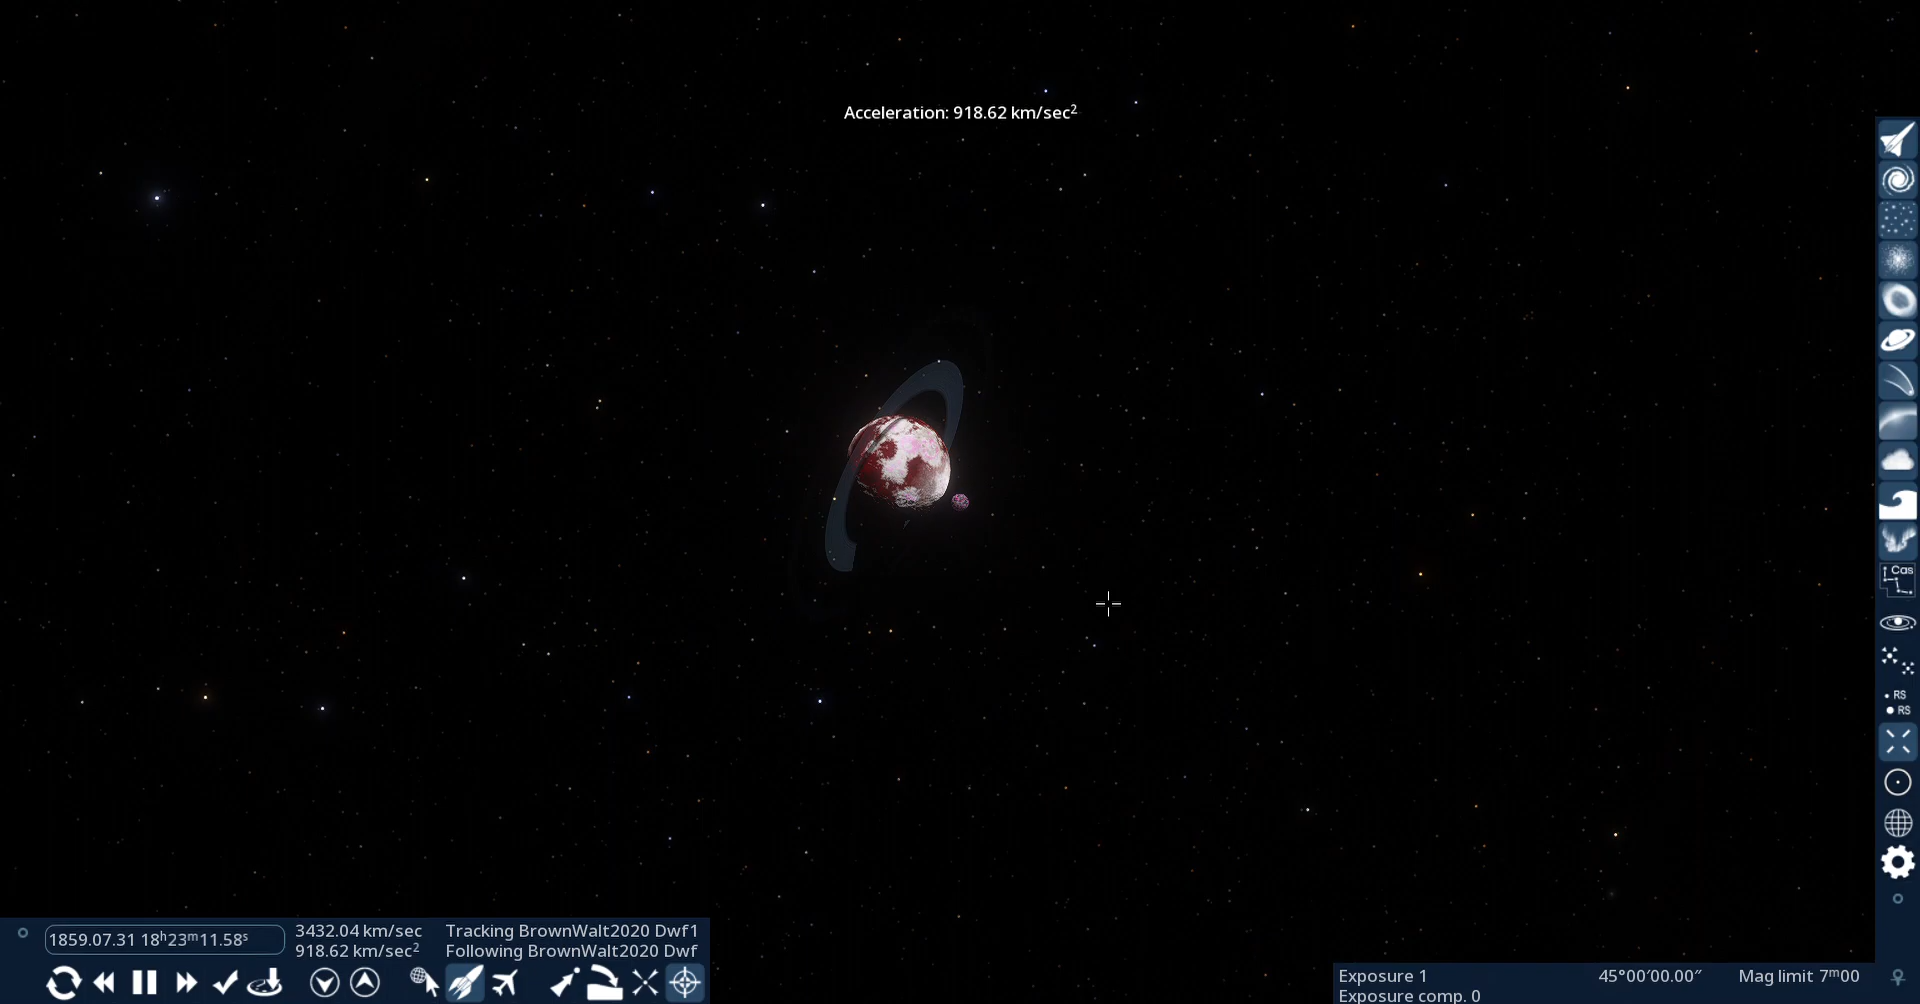 Acceleration: 918.62 km/sec²
Cas
RS
RS
1859.07.31 18ʰ23ᵐ11.58ˢ
3432.04 km/sec
Tracking BrownWalt2020 Dwf1
918.62 km/sec²
Following BrownWalt2020 Dwf
Exposure 1
45°00′00.00″
Mag limit 7ᵐ00
Exposure comp. 0